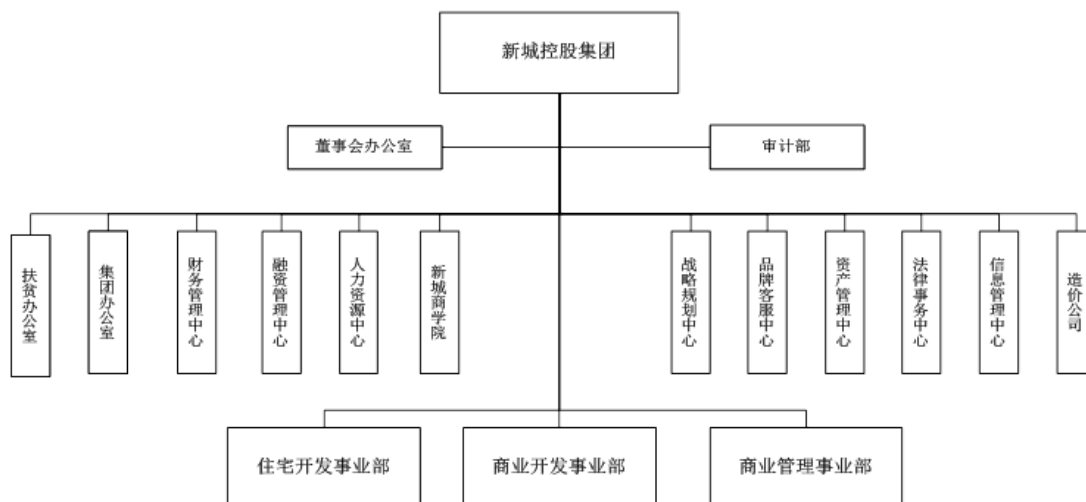 新城控股集团
董事会办公室
审计部
扶贫办公室
集团办公室
财务管理中心
融资管理中心
人力资源中心
新城商学院
战略规划中心
品牌客服中心
资产管理中心
法律事务中心
信息管理中心
造价公司
住宅开发事业部
商业开发事业部
商业管理事业部